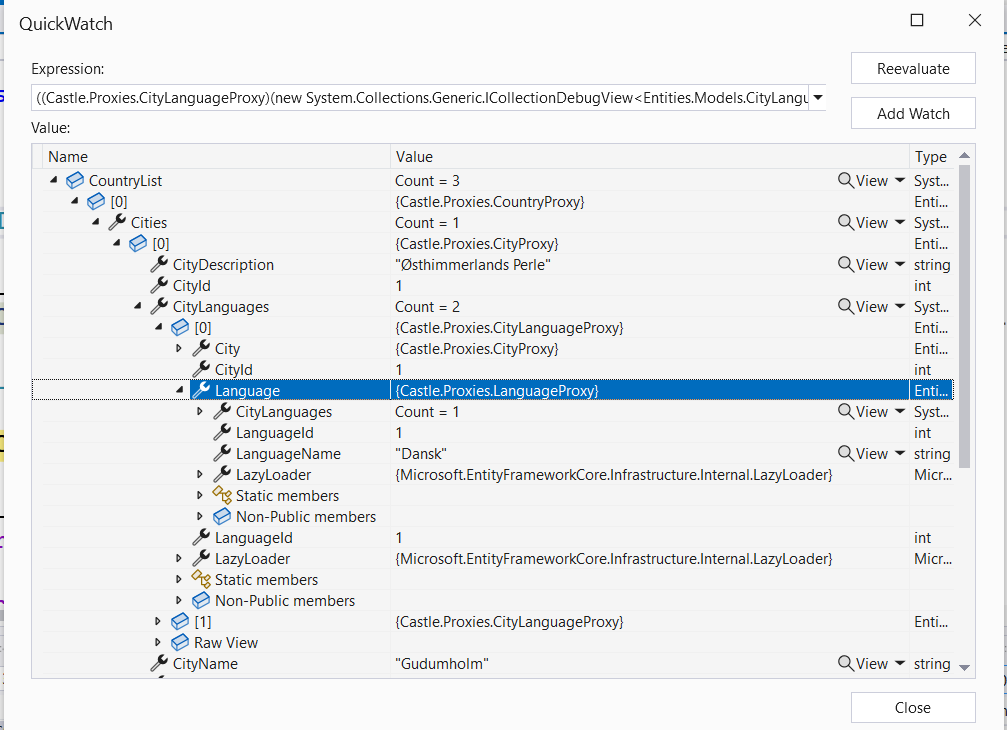 QuickWatch
Expression:
Reevaluate
((Castle.Proxies.CityLanguageProxy)(new System.Collections.Generic.ICollectionDebugView<Entities.Models.CityLangu
Add Watch
Value:
Name Value Type
CountryList Count = 3 View Syst...
[0] {Castle.Proxies.CountryProxy} Enti...
Cities Count = 1 View Syst...
[0] {Castle.Proxies.CityProxy} Enti...
CityDescription "Østhimmerlands Perle" View string
CityId 1 int
CityLanguages Count = 2 View Syst...
[0] {Castle.Proxies.CityLanguageProxy} Enti...
City {Castle.Proxies.CityProxy} Enti...
CityId 1 int
Language {Castle.Proxies.LanguageProxy} Enti...
CityLanguages Count = 1 View Syst...
LanguageId 1 int
LanguageName "Dansk" View string
LazyLoader {Microsoft.EntityFrameworkCore.Infrastructure.Internal.LazyLoader} Micr...
Static members
Non-Public members
LanguageId 1 int
LazyLoader {Microsoft.EntityFrameworkCore.Infrastructure.Internal.LazyLoader} Micr...
Static members
Non-Public members
[1] {Castle.Proxies.CityLanguageProxy} Enti...
Raw View
CityName "Gudumholm" View string
Close